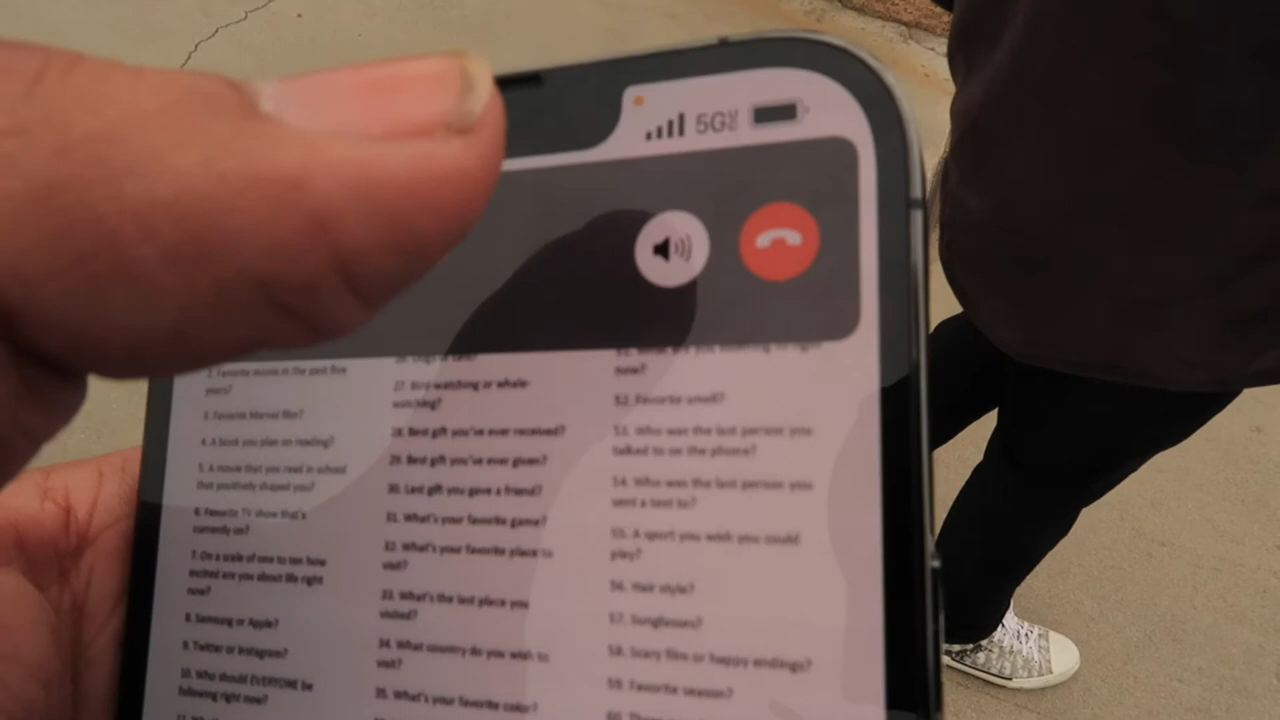 5G
2. Favorite movie in the past five
years?
3. Favorite Marvel film?
4. A book you plan on reading?
5. A movie that you read in school
that positively shaped you?
6. Favorite TV show that's
currently on?
7. On a scale of one to ten how
excited are you about life right
now?
8. Samsung or Apple?
9. Twitter or Instagram?
10. Who should EVERYONE be
following right now?
27. Bird-watching or whale-
watching?
28. Best gift you've ever received?
29. Best gift you've ever given?
30. Last gift you gave a friend?
31. What's your favorite game?
32. What's your favorite place to
visit?
33. What's the last place you
visited?
34. What country do you wish to
visit?
35. What's your favorite color?
now?
52. Favorite smell?
53. Who was the last person you
talked to on the phone?
54. Who was the last person you
sent a text to?
55. A sport you wish you could
play?
56. Hair style?
57. Sunglasses?
58. Scary film or happy endings?
59. Favorite season?